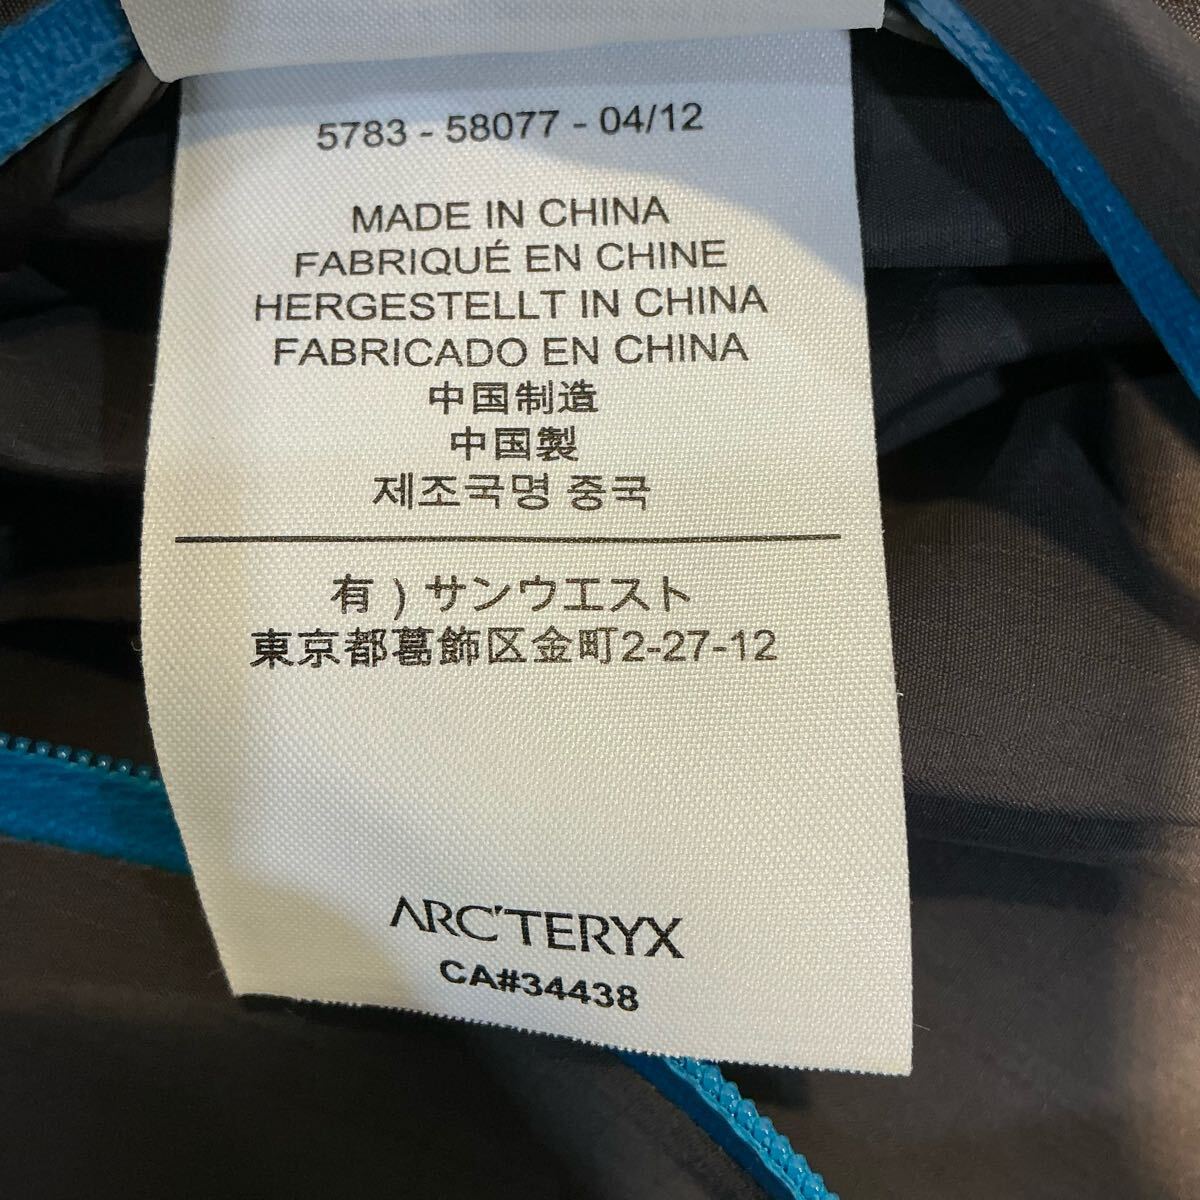 5783 - 58077 - 04/12
MADE IN CHINA
FABRIQUÉ EN CHINE
HERGESTELLT IN CHINA
FABRICADO EN CHINA
中国制造
中国製
제조국명 중국
有）サンウエスト
東京都葛飾区金町2-27-12
ARC'TERYX
CA#34438